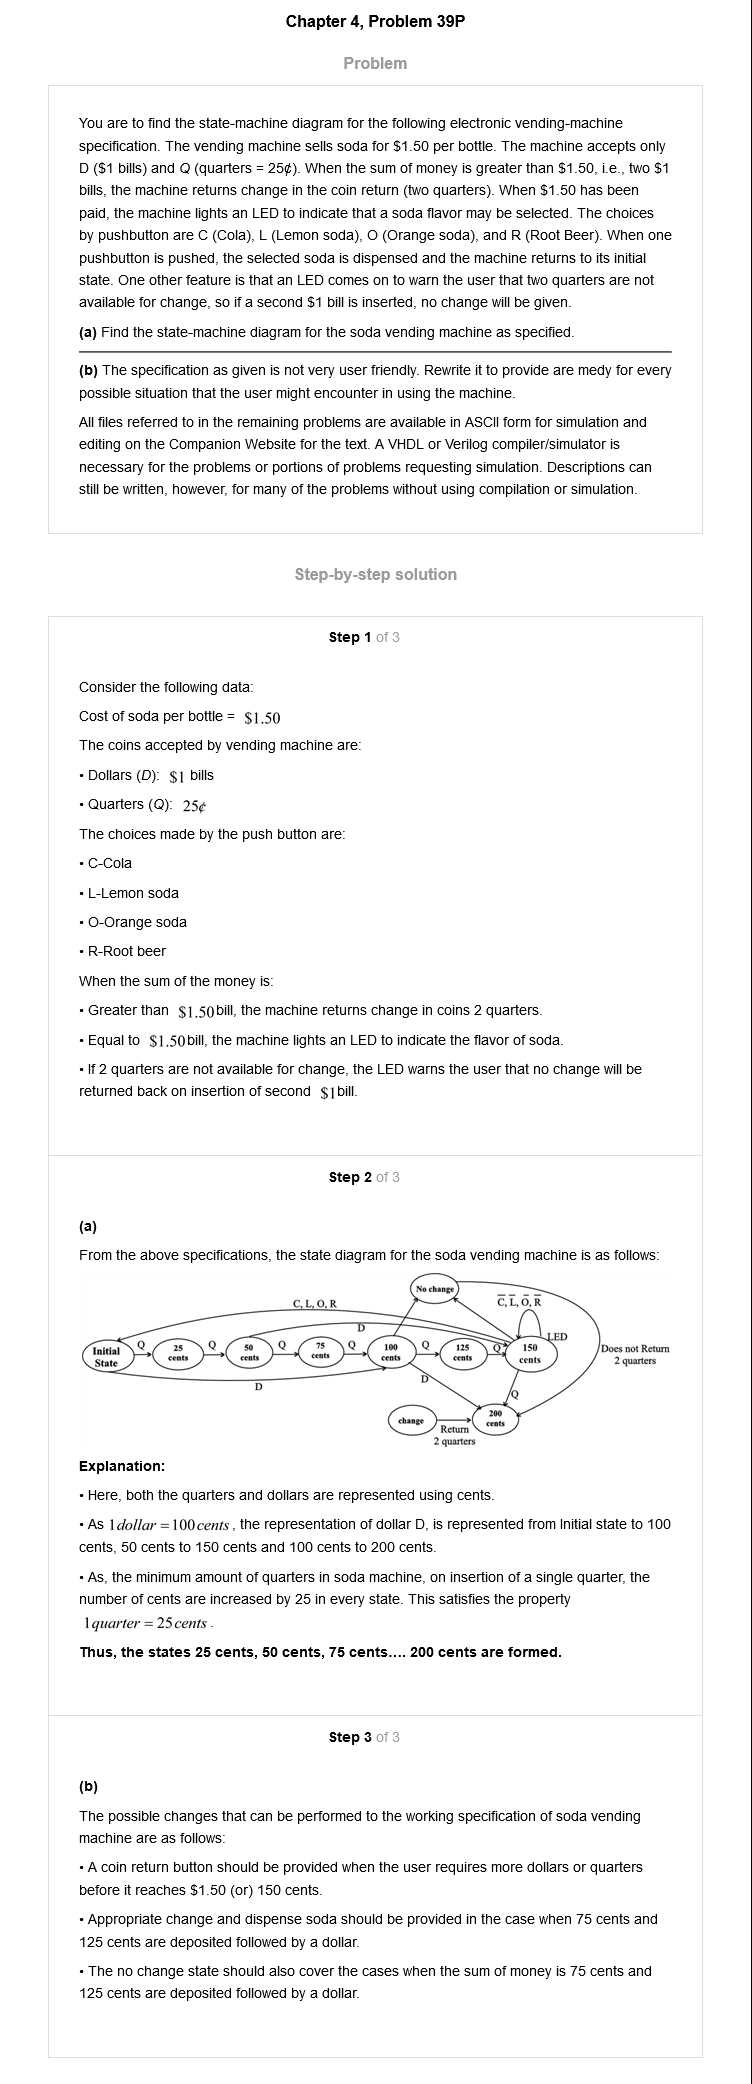 Chapter 4, Problem 39P
Problem
You are to find the state-machine diagram for the following electronic vending-machine
specification. The vending machine sells soda for $1.50 per bottle. The machine accepts only
D ($1 bills) and Q (quarters = 25¢). When the sum of money is greater than $1.50, i.e., two $1
bills, the machine returns change in the coin return (two quarters). When $1.50 has been
paid, the machine lights an LED to indicate that a soda flavor may be selected. The choices
by pushbutton are C (Cola), L (Lemon soda), O (Orange soda), and R (Root Beer). When one
pushbutton is pushed, the selected soda is dispensed and the machine returns to its initial
state. One other feature is that an LED comes on to warn the user that two quarters are not
available for change, so if a second $1 bill is inserted, no change will be given.
(a) Find the state-machine diagram for the soda vending machine as specified.
(b) The specification as given is not very user friendly. Rewrite it to provide are medy for every
possible situation that the user might encounter in using the machine.
All files referred to in the remaining problems are available in ASCII form for simulation and
editing on the Companion Website for the text. A VHDL or Verilog compiler/simulator is
necessary for the problems or portions of problems requesting simulation. Descriptions can
still be written, however, for many of the problems without using compilation or simulation.
Step-by-step solution
Step 1 of 3
Consider the following data:
Cost of soda per bottle = $1.50
The coins accepted by vending machine are:
• Dollars (D): $1 bills
• Quarters (Q): 25¢
The choices made by the push button are:
• C-Cola
• L-Lemon soda
• O-Orange soda
• R-Root beer
When the sum of the money is:
• Greater than $1.50 bill, the machine returns change in coins 2 quarters.
• Equal to $1.50 bill, the machine lights an LED to indicate the flavor of soda.
• If 2 quarters are not available for change, the LED warns the user that no change will be
returned back on insertion of second $1 bill.
Step 2 of 3
(a)
From the above specifications, the state diagram for the soda vending machine is as follows:
No change
C, L, O, R
C̅, L̅, O̅, R̅
D
LED
Initial
State
Q
25
cents
Q
50
cents
Q
75
cents
Q
100
cents
Q
125
cents
Q
150
cents
Does not Return
2 quarters
D
D
Q
change
Return
2 quarters
200
cents
Explanation:
• Here, both the quarters and dollars are represented using cents.
• As 1 dollar = 100 cents , the representation of dollar D, is represented from Initial state to 100
cents, 50 cents to 150 cents and 100 cents to 200 cents.
• As, the minimum amount of quarters in soda machine, on insertion of a single quarter, the
number of cents are increased by 25 in every state. This satisfies the property
1 quarter = 25 cents .
Thus, the states 25 cents, 50 cents, 75 cents…. 200 cents are formed.
Step 3 of 3
(b)
The possible changes that can be performed to the working specification of soda vending
machine are as follows:
• A coin return button should be provided when the user requires more dollars or quarters
before it reaches $1.50 (or) 150 cents.
• Appropriate change and dispense soda should be provided in the case when 75 cents and
125 cents are deposited followed by a dollar.
• The no change state should also cover the cases when the sum of money is 75 cents and
125 cents are deposited followed by a dollar.